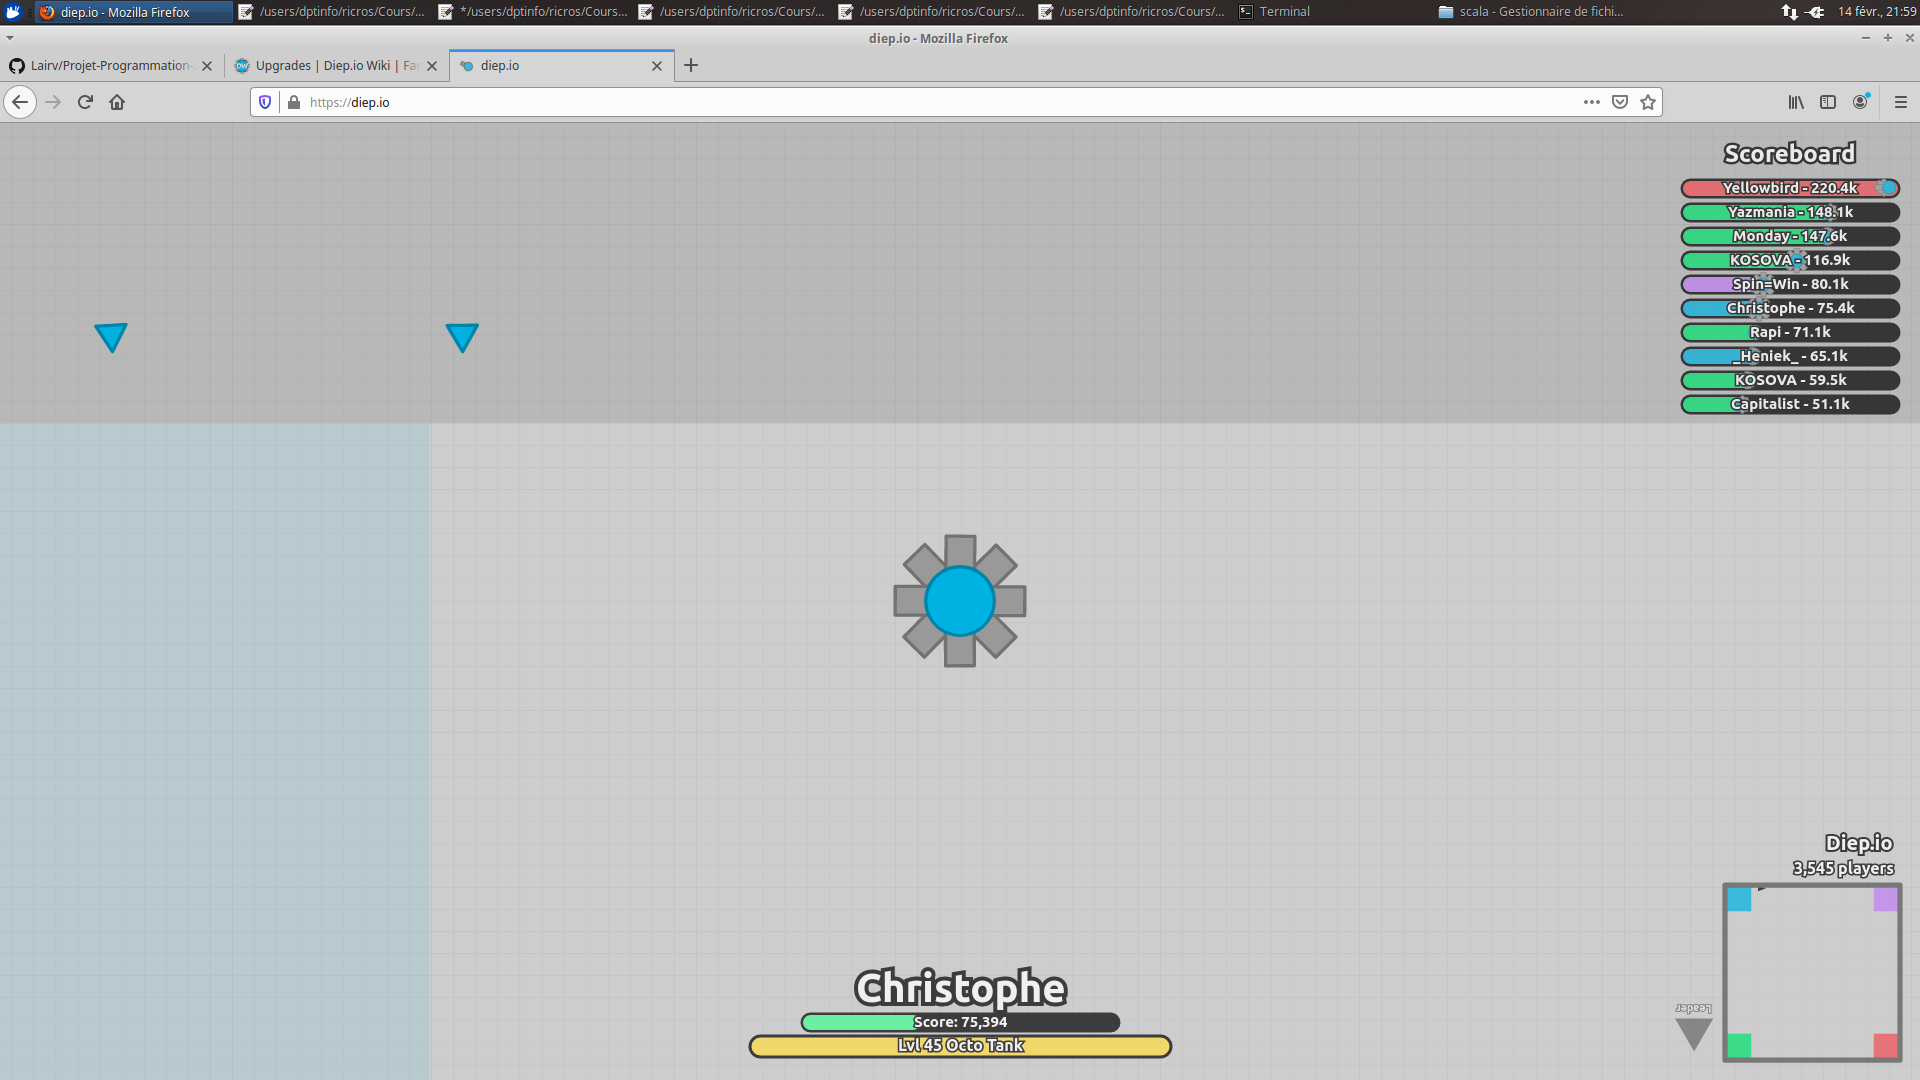 diep.io - Mozilla Firefox
/users/dptinfo/ricros/Cours/...
*/users/dptinfo/ricros/Cours...
/users/dptinfo/ricros/Cours/...
/users/dptinfo/ricros/Cours/...
/users/dptinfo/ricros/Cours/...
Terminal
scala - Gestionnaire de fichi...
14 févr., 21:59
diep.io - Mozilla Firefox
Lairv/Projet-Programmation-
Upgrades | Diep.io Wiki | Fa
diep.io
https://diep.io
Scoreboard
Yellowbird - 220.4k
Yazmania - 148.1k
Monday - 147.6k
KOSOVA - 116.9k
Spin=Win - 80.1k
Christophe - 75.4k
Rapi - 71.1k
_Heniek_ - 65.1k
KOSOVA - 59.5k
Capitalist - 51.1k
Diep.io
3,545 players
Leader
Christophe
Score: 75,394
Lvl 45 Octo Tank